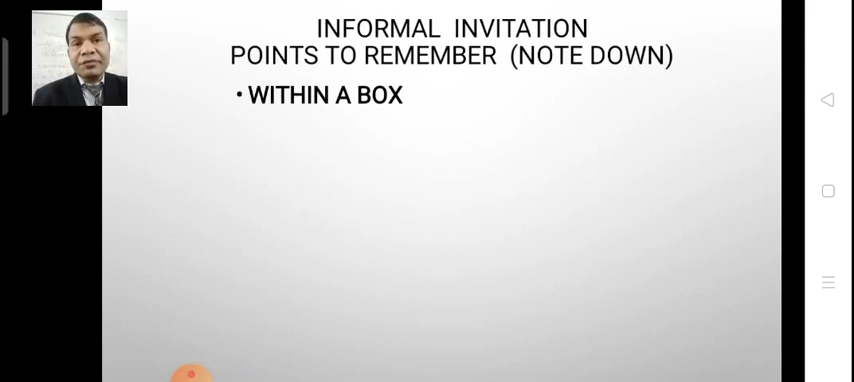 INFORMAL INVITATION
POINTS TO REMEMBER (NOTE DOWN)
• WITHIN A BOX